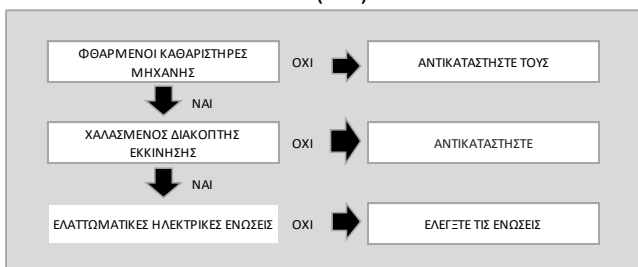 ΦΘΑΡΜΕΝΟΙ ΚΑΘΑΡΙΣΤΗΡΕΣ
ΜΗΧΑΝΗΣ
ΟΧΙ
ΑΝΤΙΚΑΤΑΣΤΗΣΤΕ ΤΟΥΣ
ΝΑΙ
ΧΑΛΑΣΜΕΝΟΣ ΔΙΑΚΟΠΤΗΣ
ΕΚΚΙΝΗΣΗΣ
ΟΧΙ
ΑΝΤΙΚΑΤΑΣΤΗΣΤΕ
ΝΑΙ
ΕΛΑΤΤΩΜΑΤΙΚΕΣ ΗΛΕΚΤΡΙΚΕΣ ΕΝΩΣΕΙΣ
ΟΧΙ
ΕΛΕΓΞΤΕ ΤΙΣ ΕΝΩΣΕΙΣ